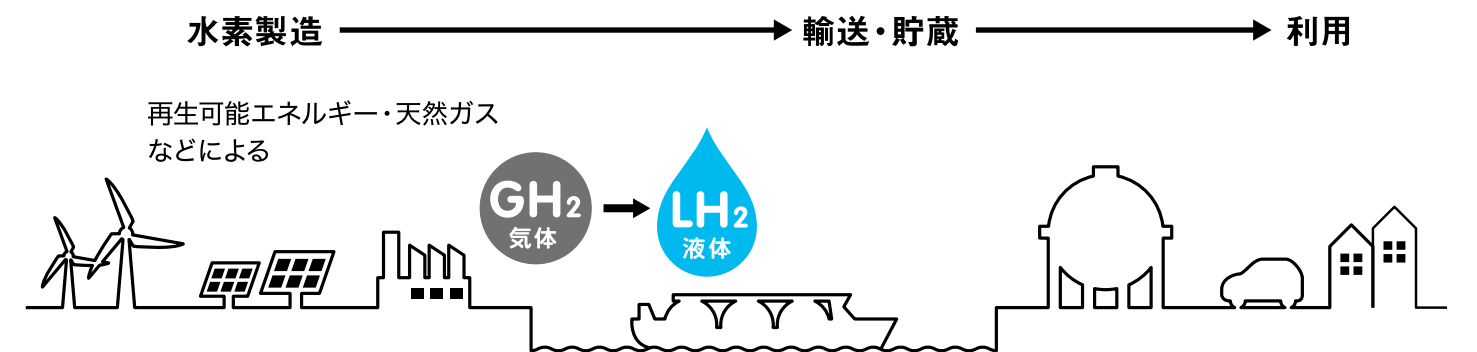 水素製造
輸送・貯蔵
利用
再生可能エネルギー・天然ガス
などによる
GH2
気体
LH2
液体